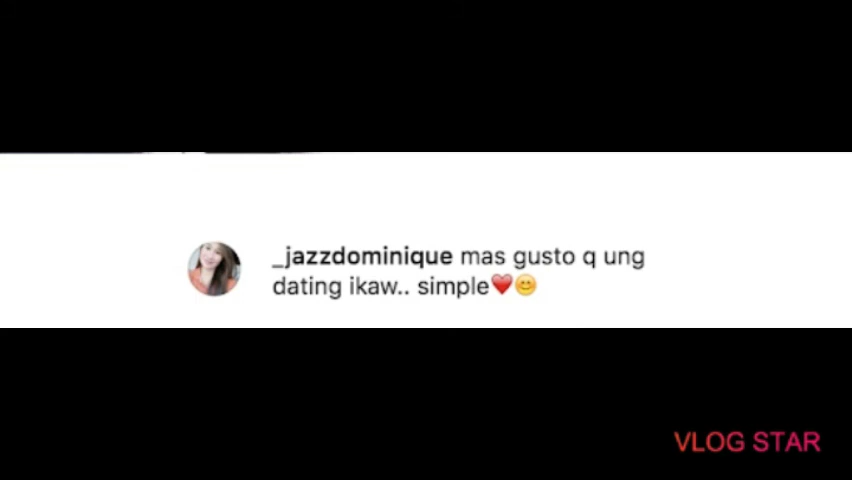 _jazzdominique mas gusto q ung
dating ikaw.. simple❤️😊
VLOG STAR